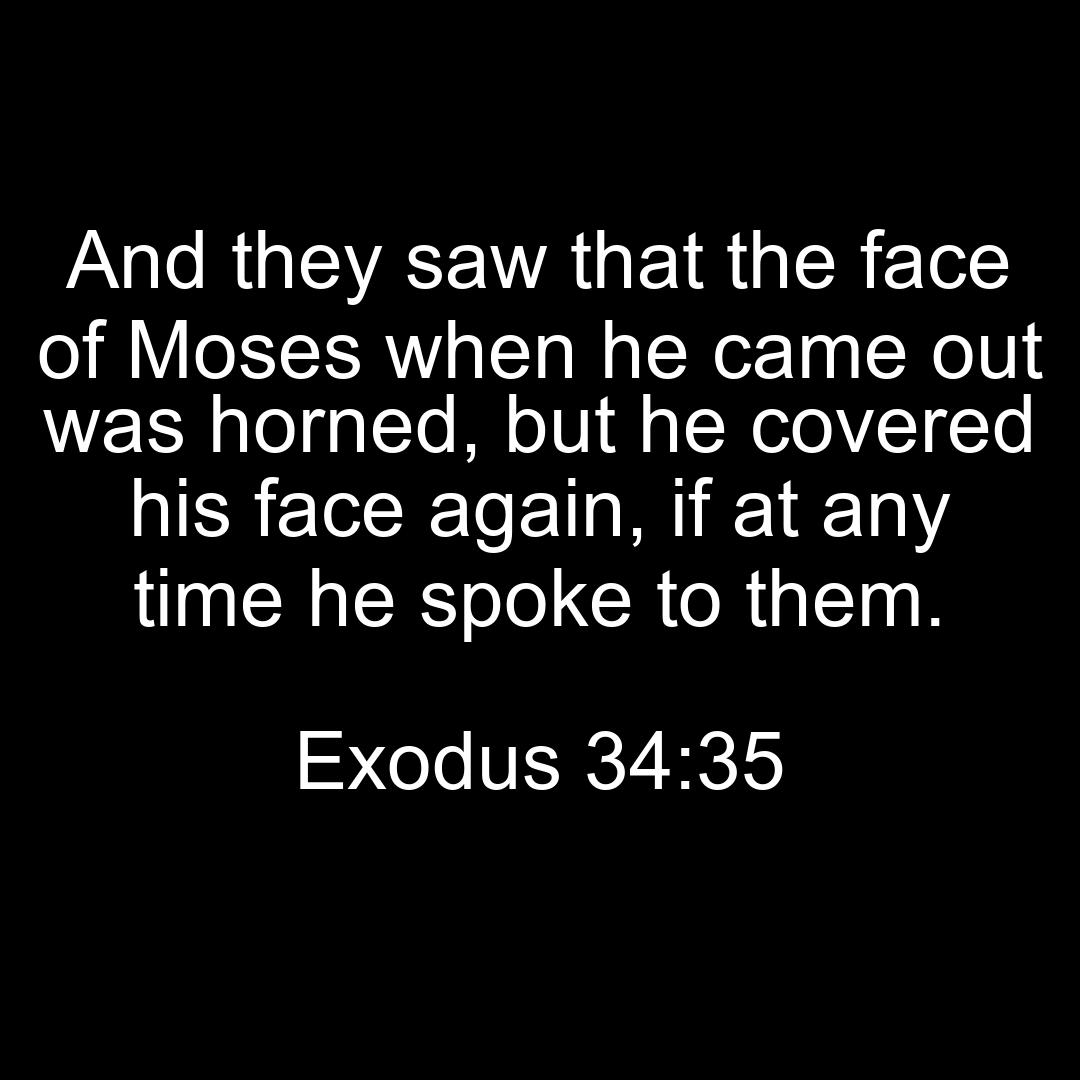 And they saw that the face
of Moses when he came out
was horned, but he covered
his face again, if at any
time he spoke to them.
Exodus 34:35